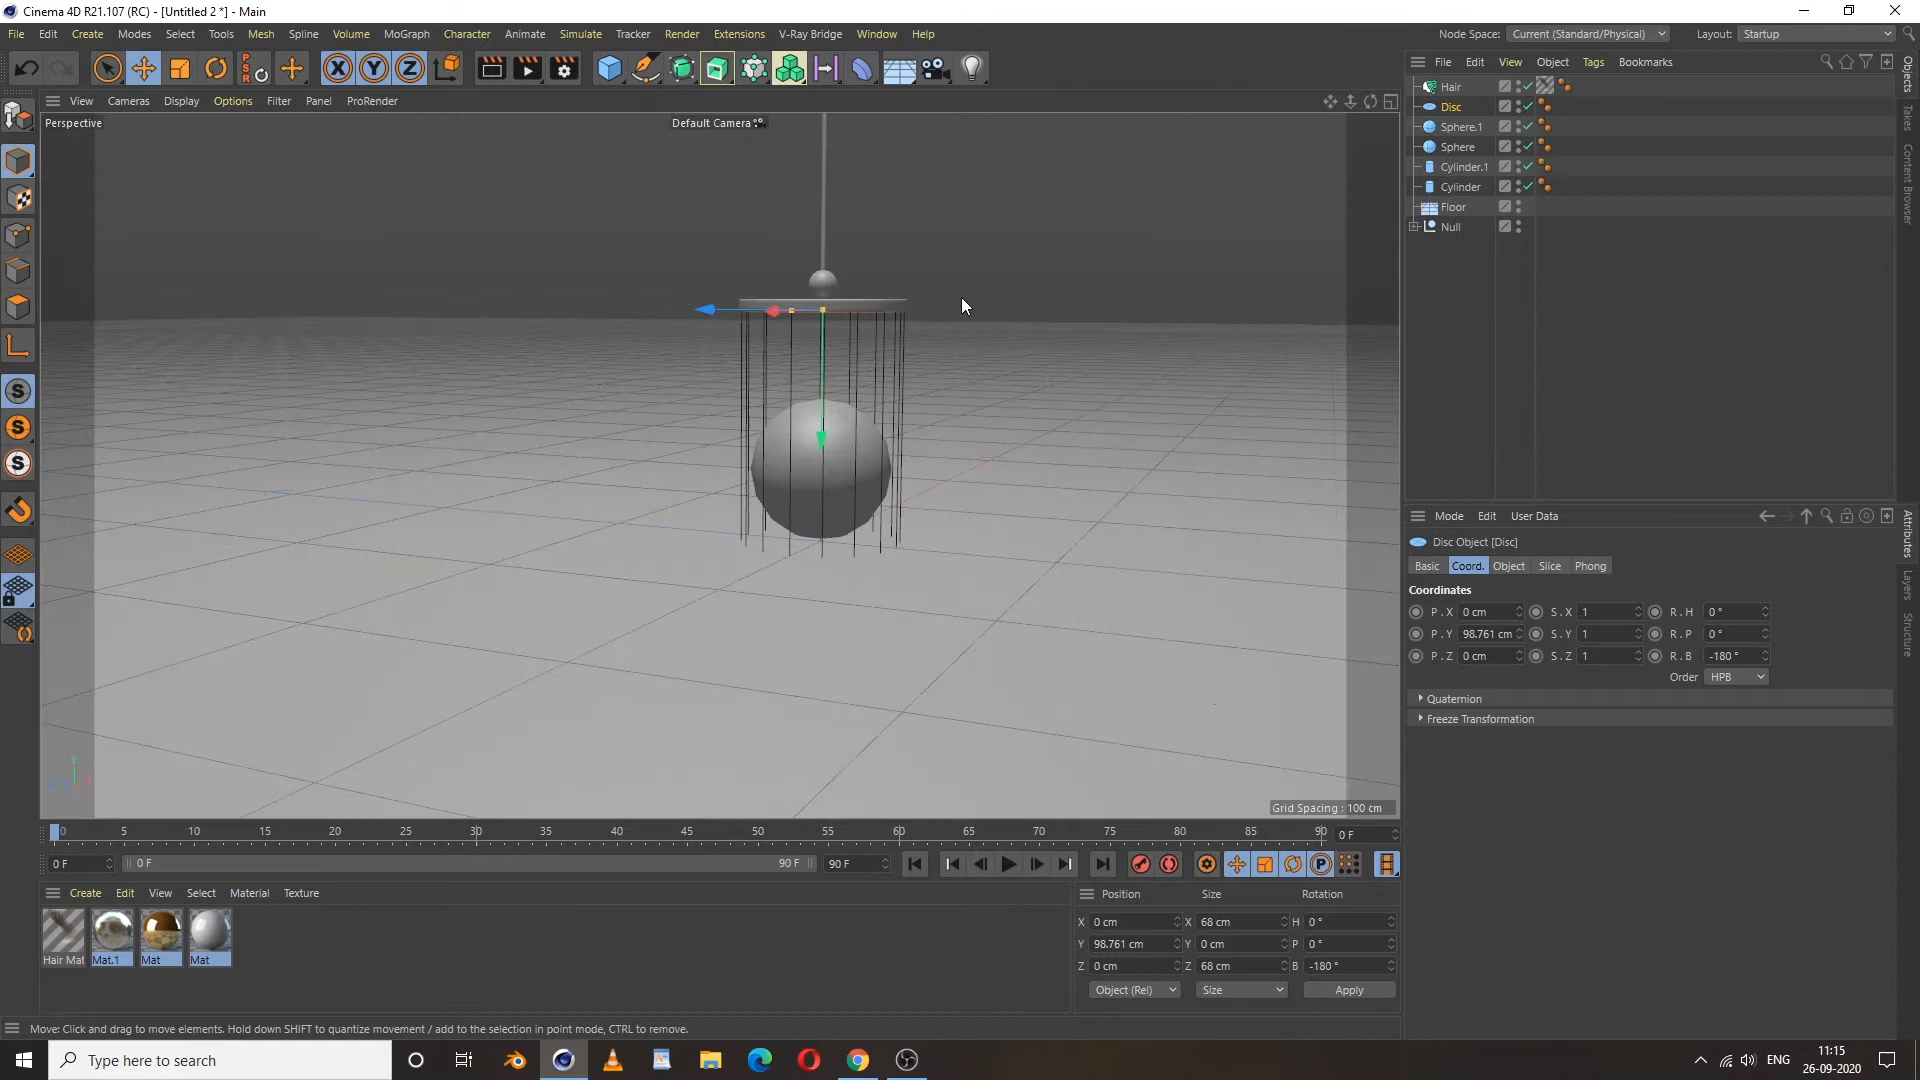 Cinema 4D R21.107 (RC) - [Untitled 2 *] - Main
File Edit Create Modes Select Tools Mesh Spline Volume MoGraph Character Animate Simulate Tracker Render Extensions V-Ray Bridge Window Help
Node Space: Current (Standard/Physical) Layout: Startup
File Edit View Object Tags Bookmarks
View Cameras Display Options Filter Panel ProRender
Perspective
Default Camera
Hair
Disc
Sphere.1
Sphere
Cylinder.1
Cylinder
Floor
Null
Objects
Takes
Content Browser
Mode Edit User Data
Disc Object [Disc]
Basic Coord. Object Slice Phong
Coordinates
P . X 0 cm S . X 1 R . H 0 °
P . Y 98.761 cm S . Y 1 R . P 0 °
P . Z 0 cm S . Z 1 R . B -180 °
Order HPB
Quaternion
Freeze Transformation
Attributes
Layers
Structure
Y
Grid Spacing : 100 cm
0 5 10 15 20 25 30 35 40 45 50 55 60 65 70 75 80 85 90 0 F
0 F 0 F 90 F 90 F
P
Create Edit View Select Material Texture
Hair Mat Mat.1 Mat Mat
Position Size Rotation
X 0 cm X 68 cm H 0 °
Y 98.761 cm Y 0 cm P 0 °
Z 0 cm Z 68 cm B -180 °
Object (Rel) Size Apply
Move: Click and drag to move elements. Hold down SHIFT to quantize movement / add to the selection in point mode, CTRL to remove.
Type here to search
ENG
11:15
26-09-2020